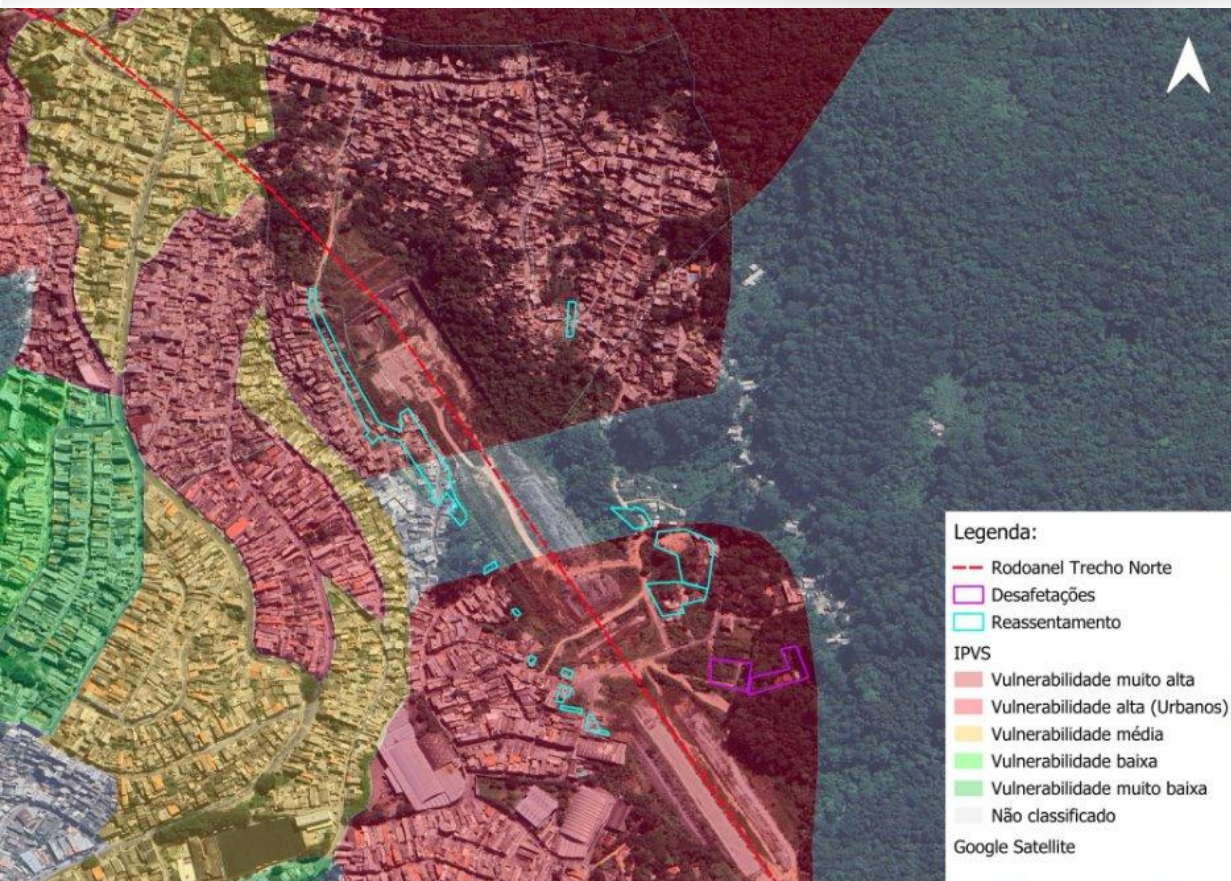 Legenda:
Rodoanel Trecho Norte
Desafetações
Reassentamento
IPVS
Vulnerabilidade muito alta
Vulnerabilidade alta (Urbanos)
Vulnerabilidade média
Vulnerabilidade baixa
Vulnerabilidade muito baixa
Não classificado
Google Satellite